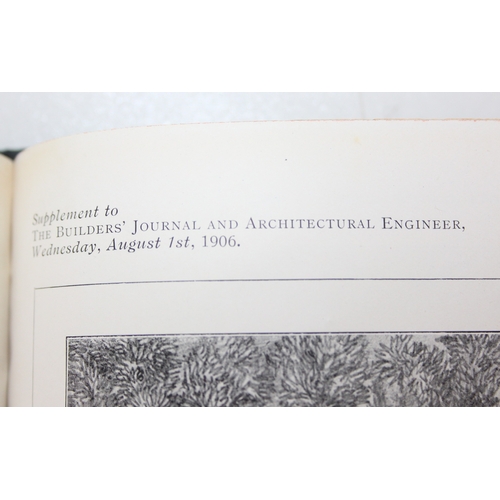 Supplement to
The Builders' Journal and Architectural Engineer,
Wednesday, August 1st, 1906.